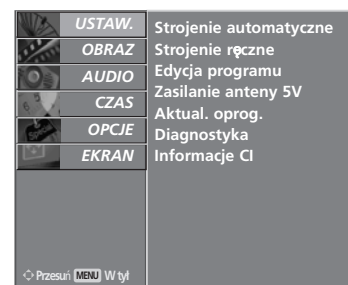 USTAW.
OBRAZ
AUDIO
CZAS
OPCJE
EKRAN
Strojenie automatyczne
Strojenie ręczne
Edycja programu
Zasilanie anteny 5V
Aktual. oprog.
Diagnostyka
Informacje CI
Przesuń MENU W tył